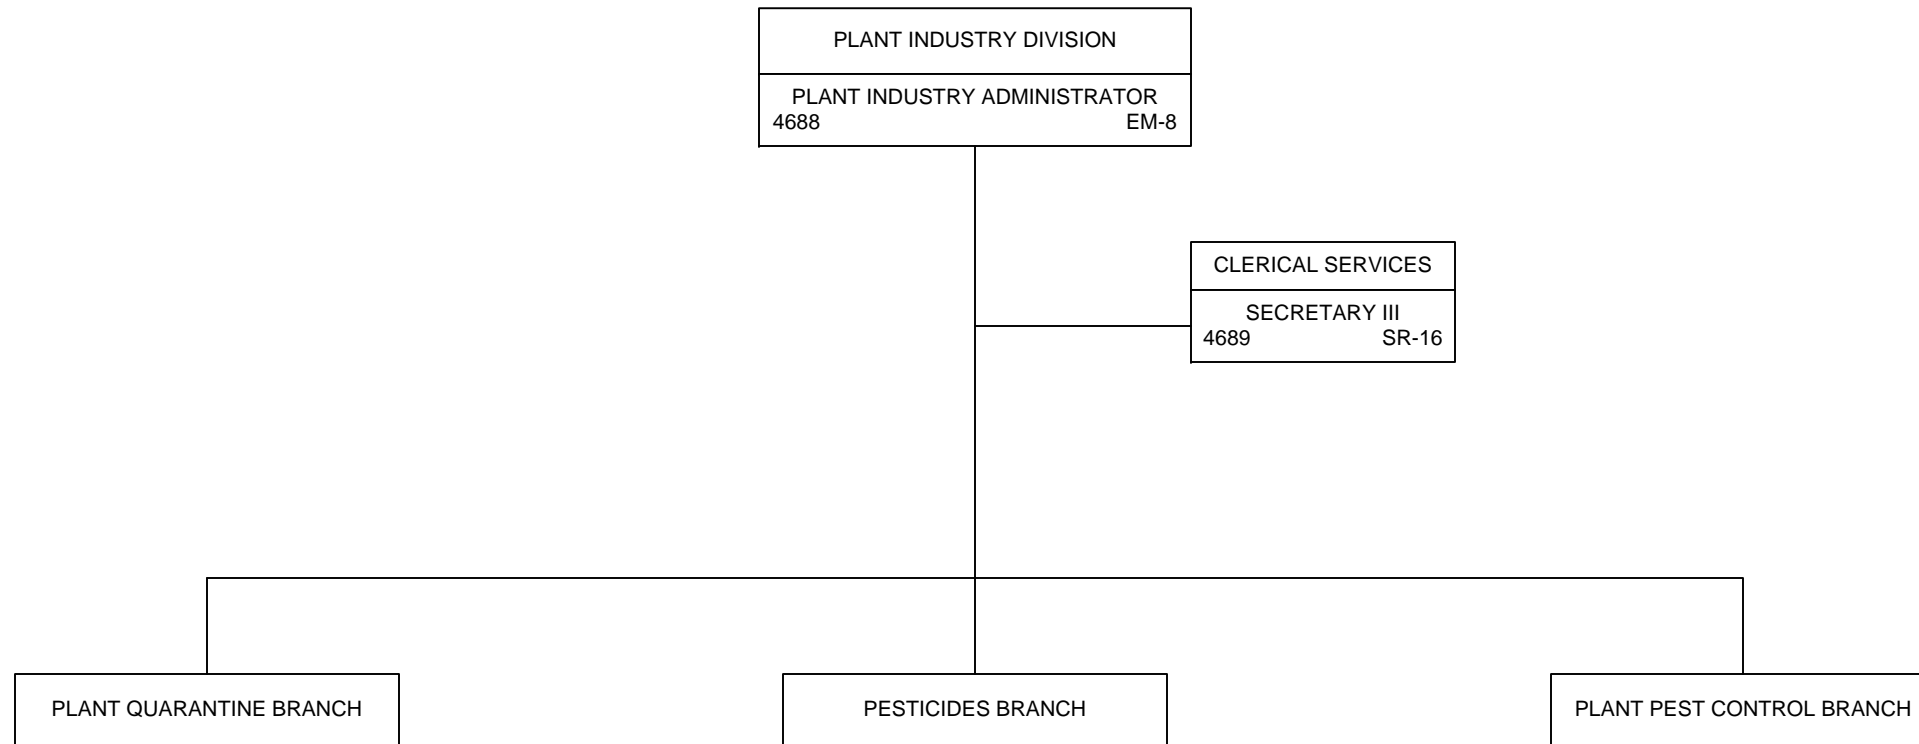 PLANT INDUSTRY DIVISION
PLANT INDUSTRY ADMINISTRATOR
4688 EM-8
CLERICAL SERVICES
SECRETARY III
4689 SR-16
PLANT QUARANTINE BRANCH
PESTICIDES BRANCH
PLANT PEST CONTROL BRANCH